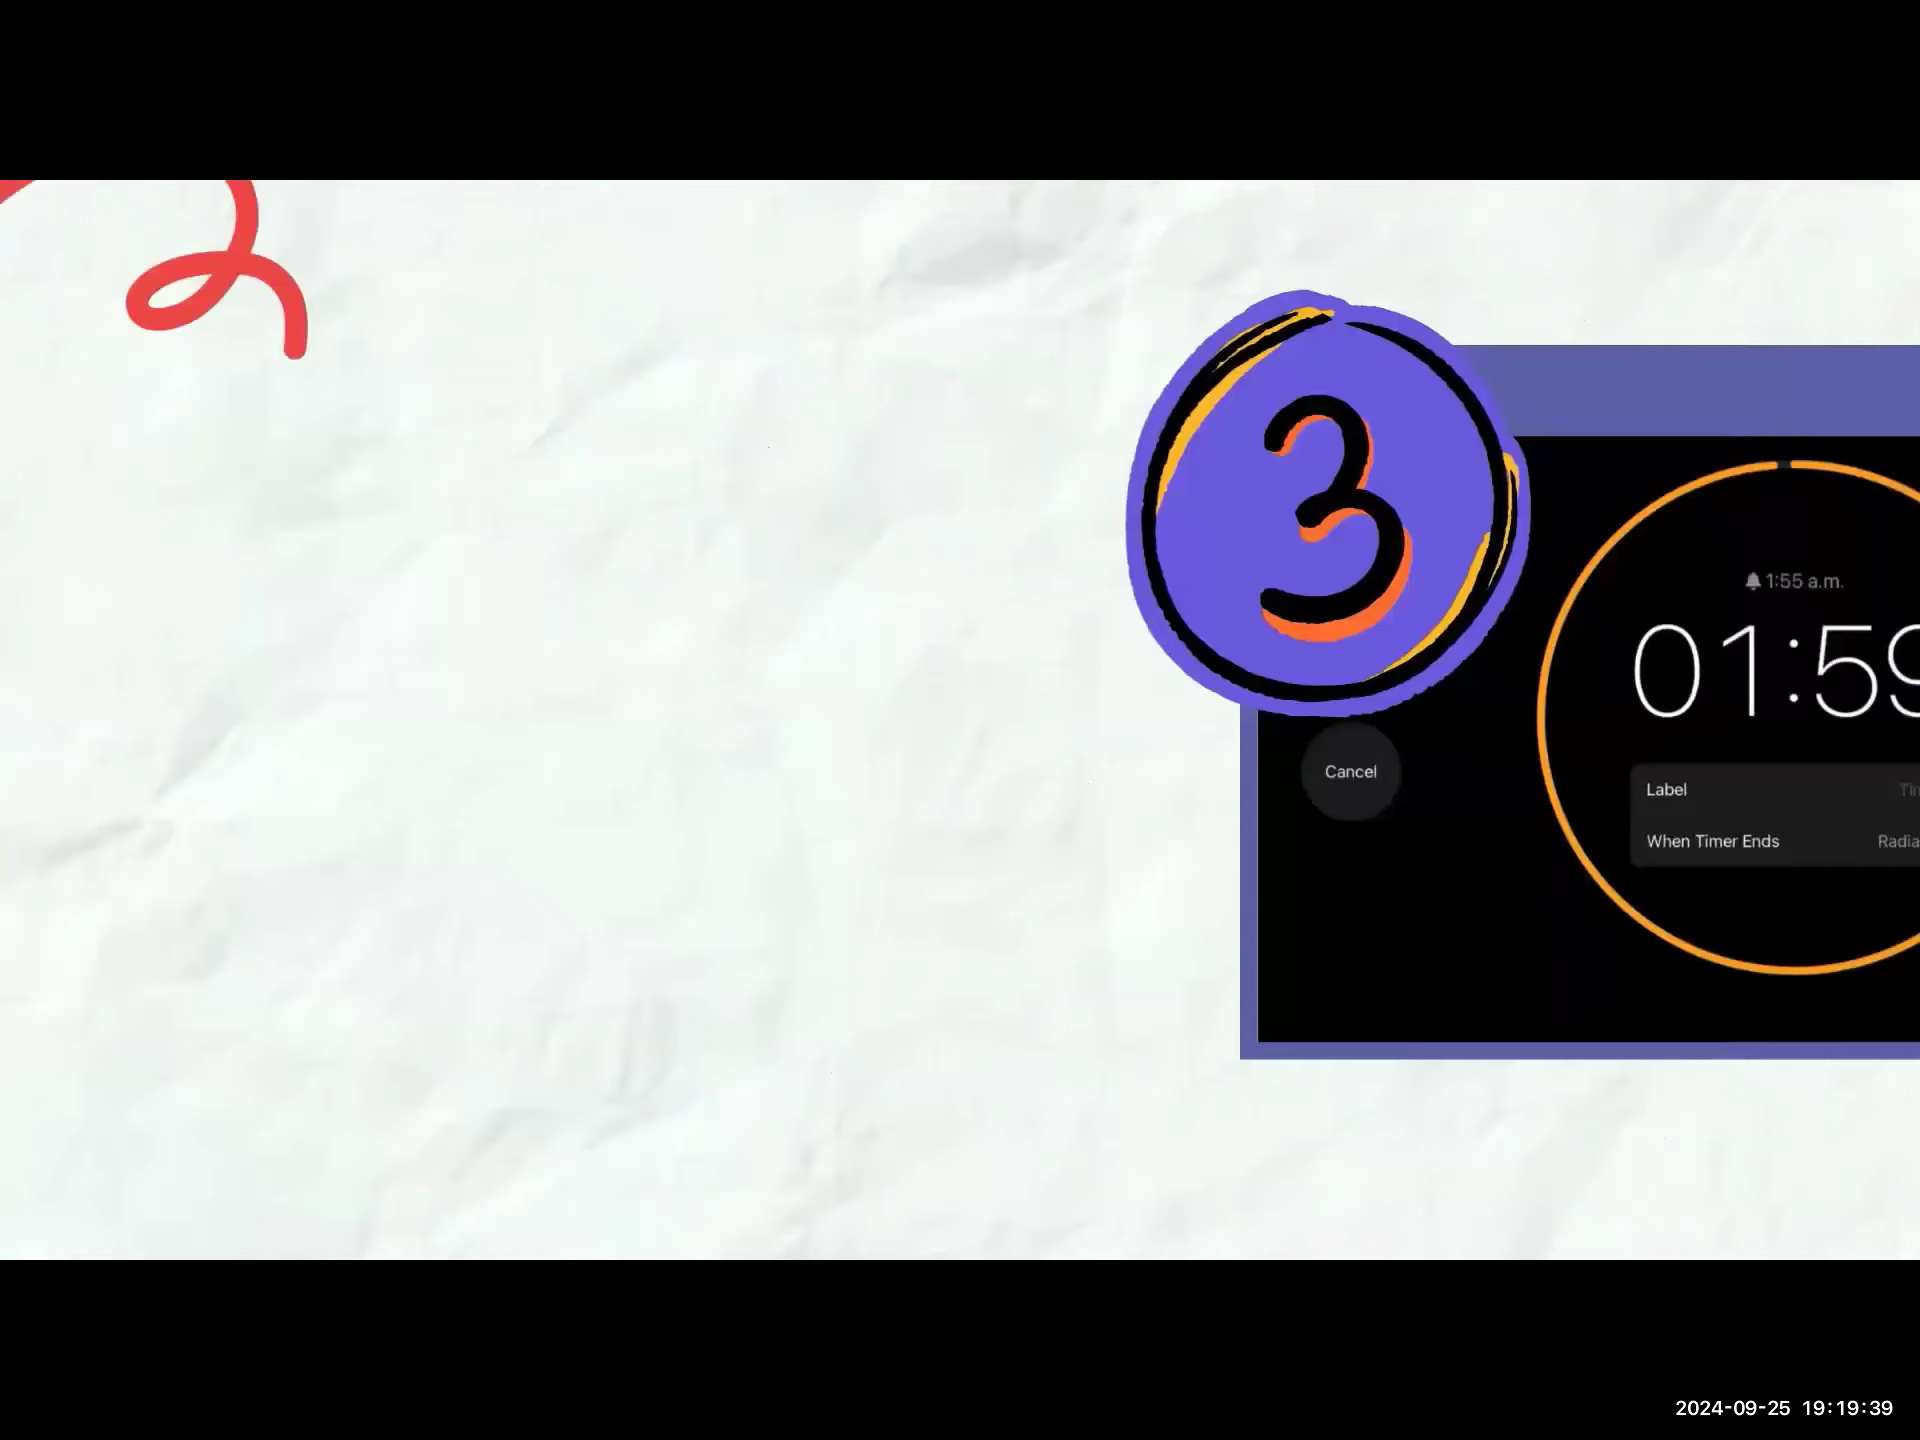 3
1:55 a.m.
01:59
Cancel
Label
When Timer Ends
2024-09-25 19:19:39